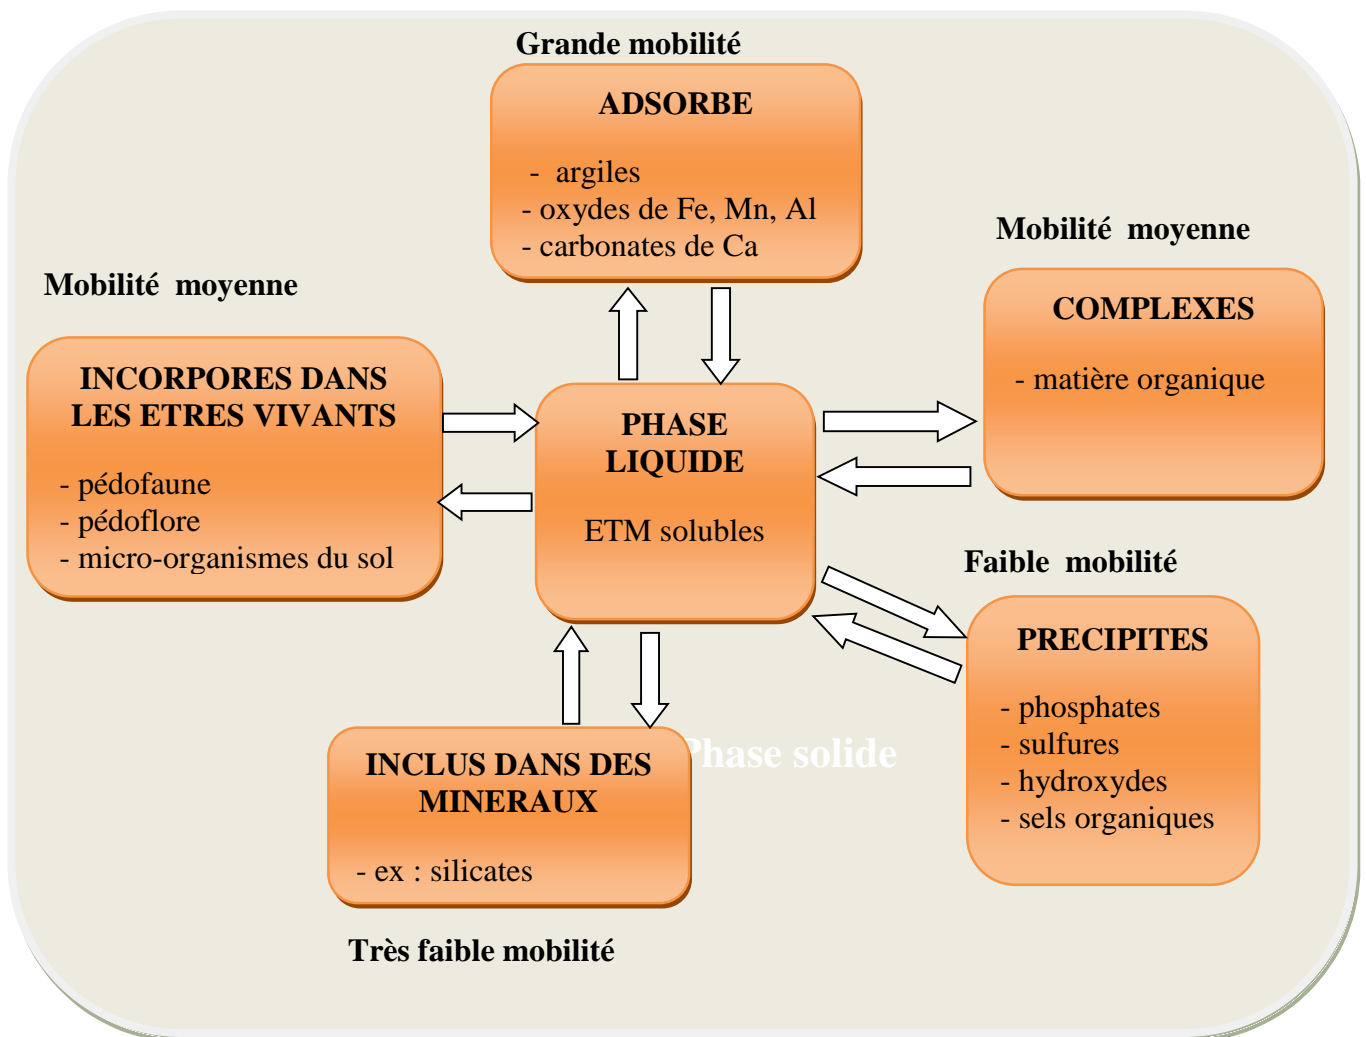 Grande mobilité
ADSORBE
- argiles
- oxydes de Fe, Mn, Al
- carbonates de Ca
Mobilité moyenne
COMPLEXES
- matière organique
Mobilité moyenne
INCORPORES DANS
LES ETRES VIVANTS
- pédofaune
- pédoflore
- micro-organismes du sol
PHASE
LIQUIDE
ETM solubles
Faible mobilité
PRECIPITES
- phosphates
- sulfures
- hydroxydes
- sels organiques
Phase solide
INCLUS DANS DES
MINERAUX
- ex : silicates
Très faible mobilité